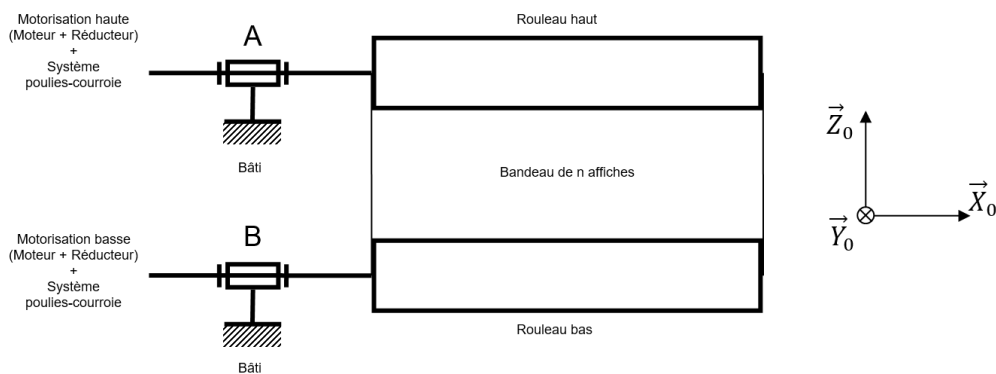 Motorisation haute
(Moteur + Réducteur)
+
Système
poulies-courroie
A
Bâti
Rouleau haut
Bandeau de n affiches
Z₀
Y₀
X₀
Motorisation basse
(Moteur + Réducteur)
+
Système
poulies-courroie
B
Bâti
Rouleau bas